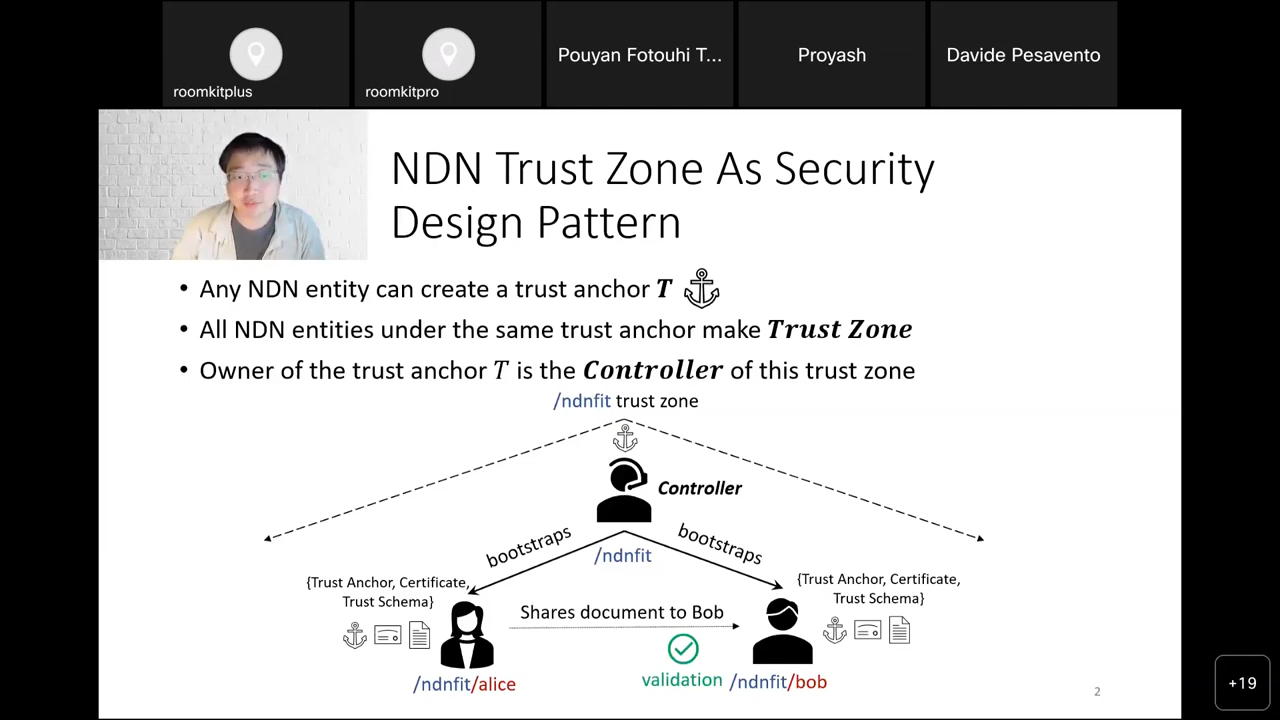 roomkitplus
roomkitpro
Pouyan Fotouhi T...
Proyash
Davide Pesavento
NDN Trust Zone As Security
Design Pattern
• Any NDN entity can create a trust anchor T
• All NDN entities under the same trust anchor make Trust Zone
• Owner of the trust anchor T is the Controller of this trust zone
/ndnfit trust zone
Controller
bootstraps
bootstraps
/ndnfit
{Trust Anchor, Certificate,
Trust Schema}
{Trust Anchor, Certificate,
Trust Schema}
Shares document to Bob
validation
/ndnfit/alice
/ndnfit/bob
2
+19